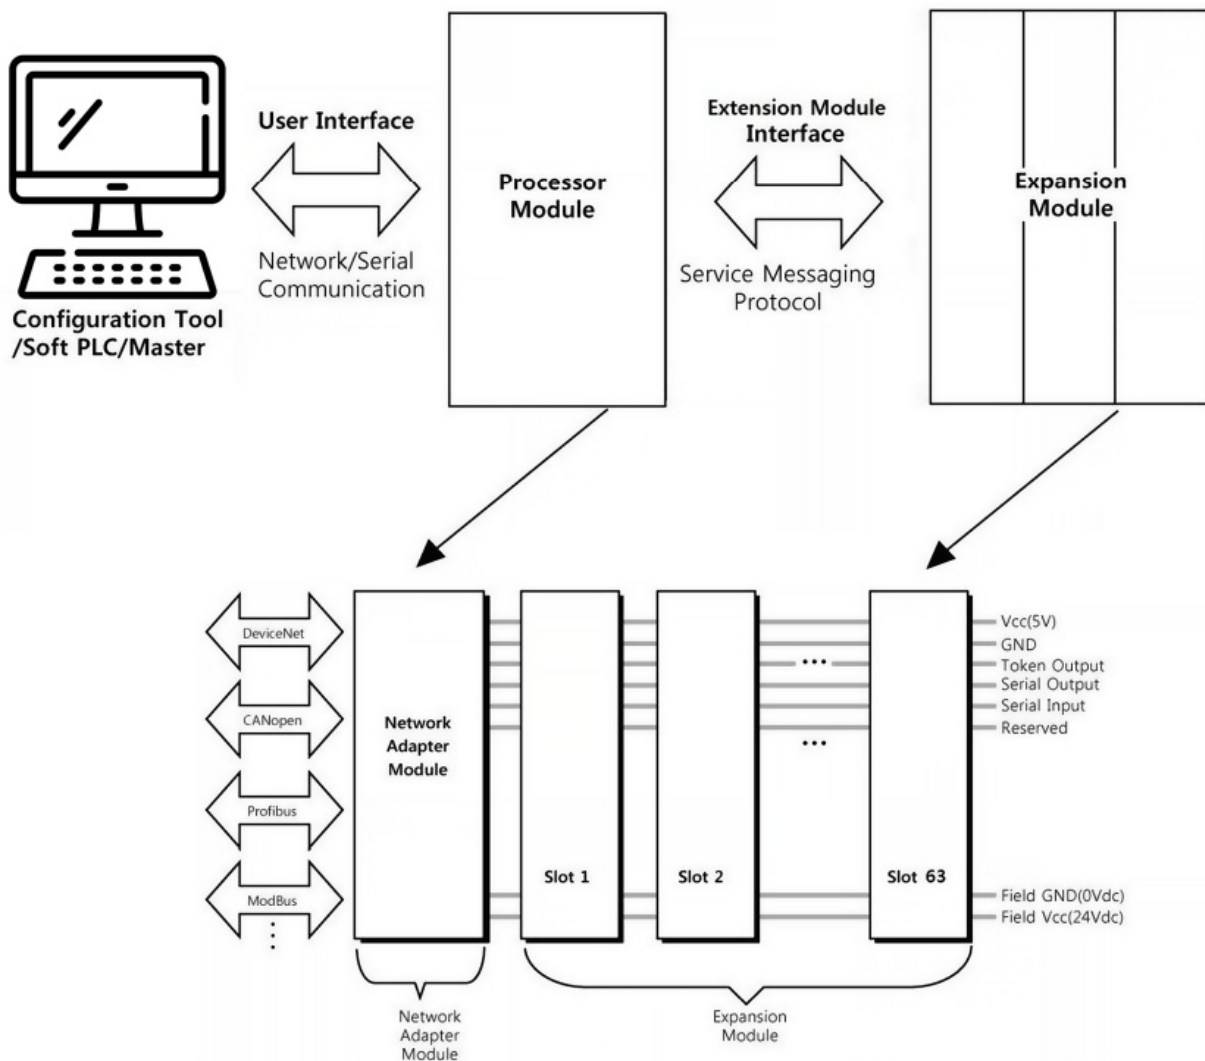 User Interface
Network/Serial
Communication
Configuration Tool
/Soft PLC/Master
Processor
Module
Extension Module
Interface
Service Messaging
Protocol
Expansion
Module
DeviceNet
CANopen
Profibus
ModBus
Network
Adapter
Module
Slot 1
Slot 2
Slot 63
Vcc(5V)
GND
Token Output
Serial Output
Serial Input
Reserved
Field GND(0Vdc)
Field Vcc(24Vdc)
Network
Adapter
Module
Expansion
Module